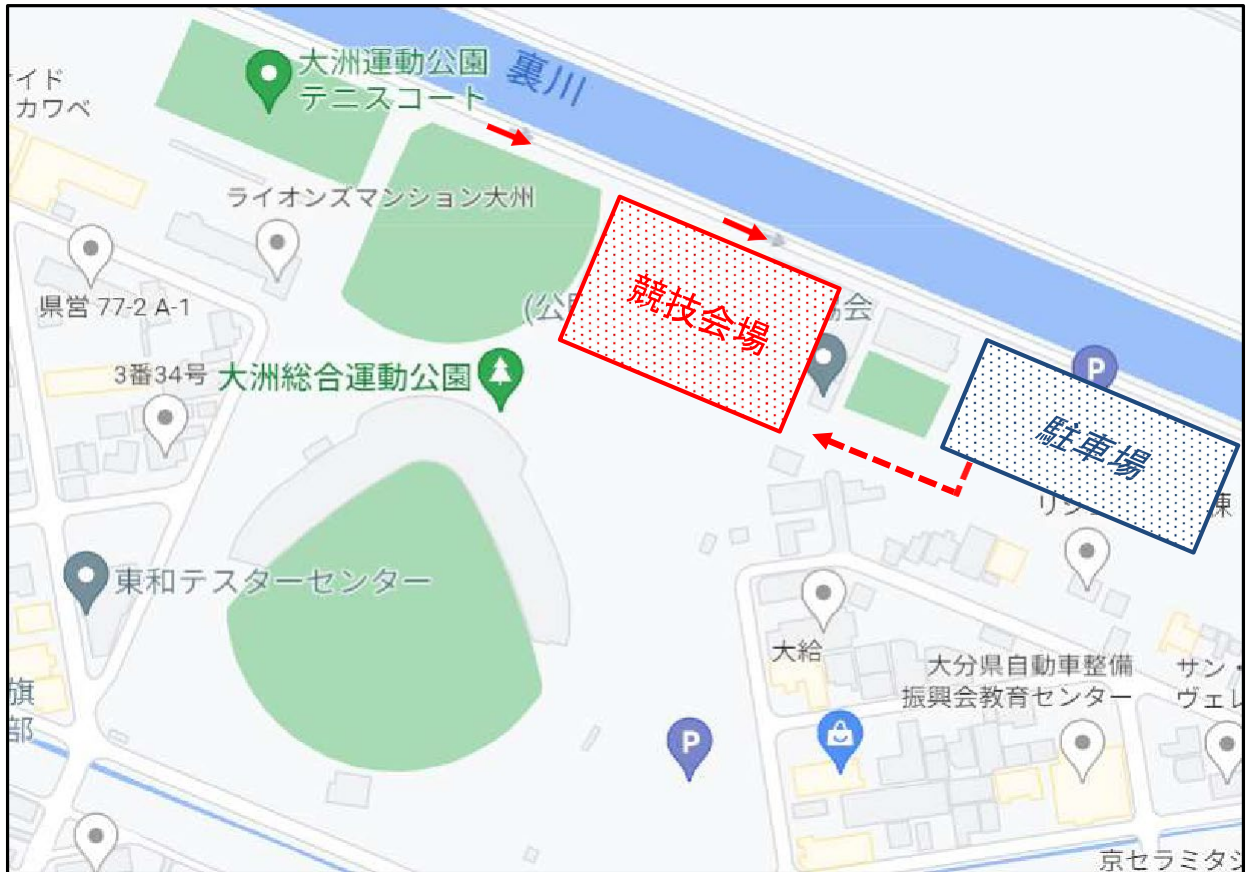 大洲運動公園
テニスコート
裏川
イド
カワベ
ライオンズマンション大州
県営 77-2 A-1
(公
会
競技会場
3番34号
大洲総合運動公園
P
駐車場
リ
棟
東和テスターセンター
大給
大分県自動車整備
振興会教育センター
サン・
ヴェレ
旗
部
P
京セラミタジ